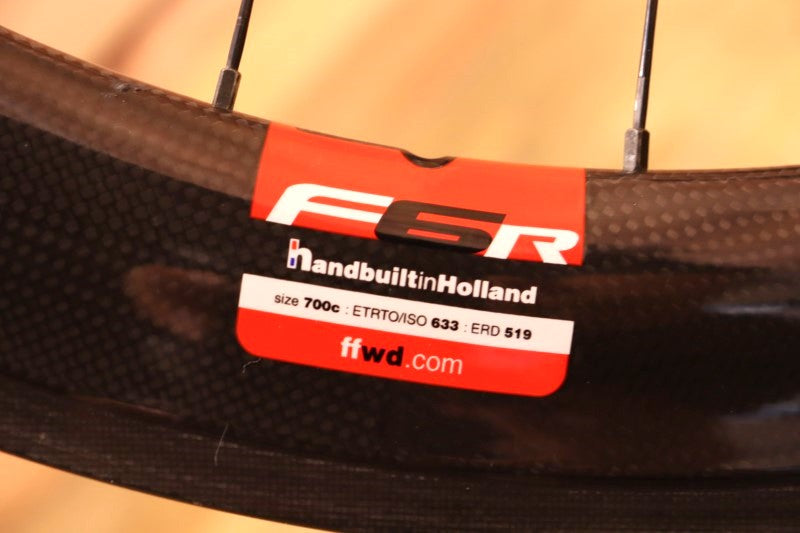 F6R
handbuiltinHolland
size 700c : ETRTO/ISO 633 : ERD 519
ffwd.com